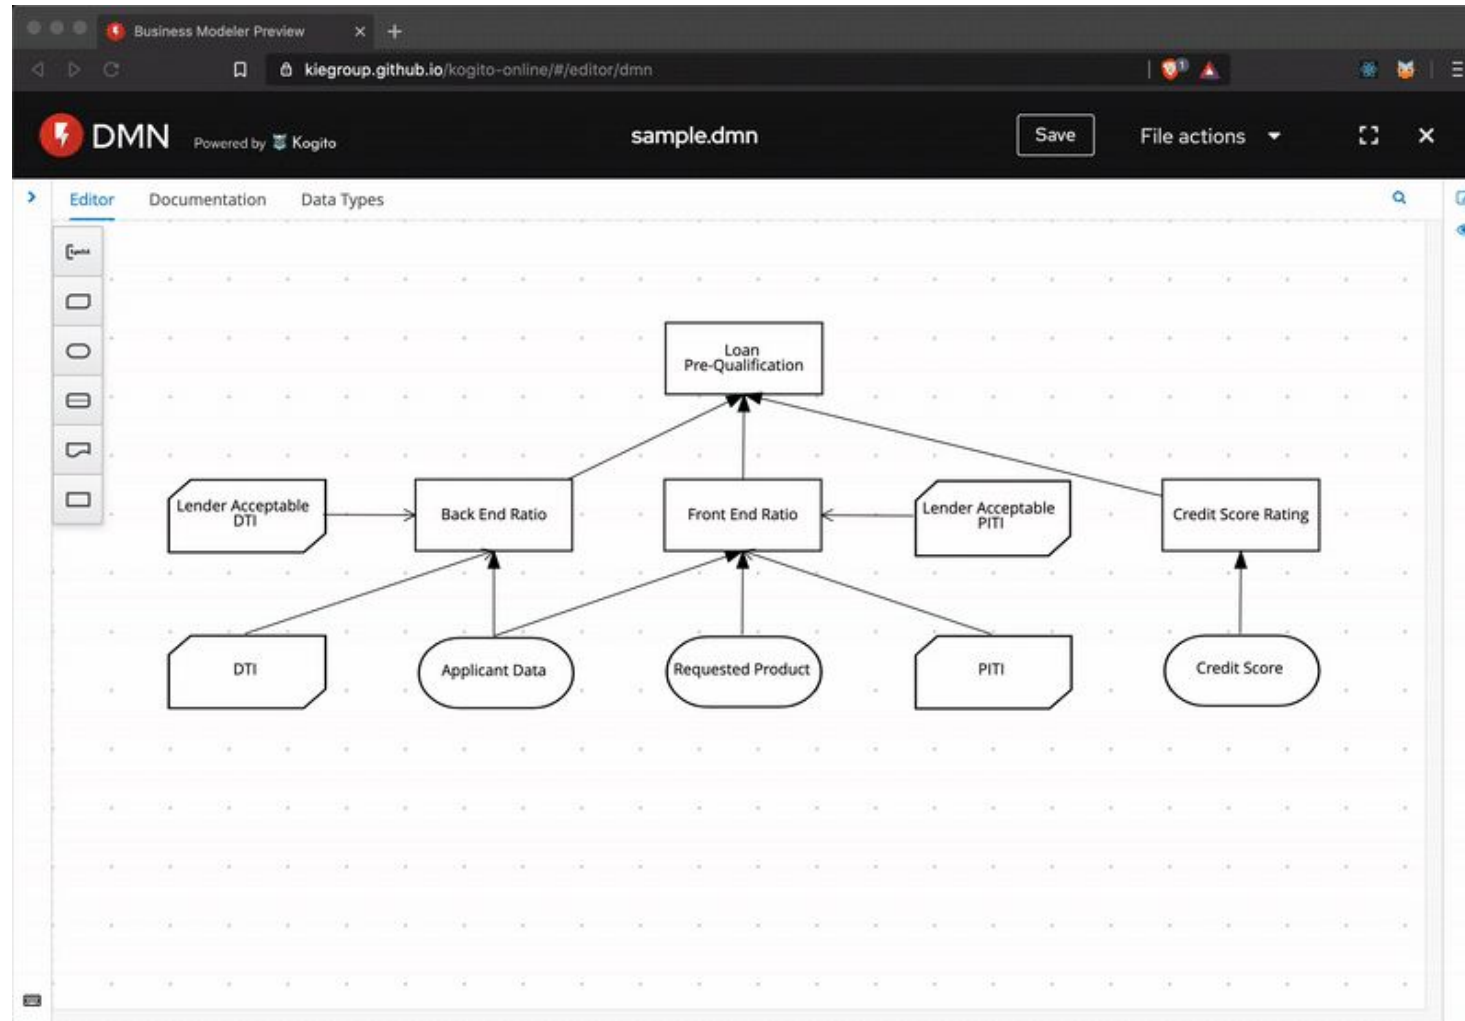 Business Modeler Preview
kiegroup.github.io/kogito-online/#/editor/dmn
1
DMN
Powered by Kogito
sample.dmn
Save
File actions
Editor
Documentation
Data Types
Loan
Pre-Qualification
Lender Acceptable
DTI
Back End Ratio
Front End Ratio
Lender Acceptable
PITI
Credit Score Rating
DTI
Applicant Data
Requested Product
PITI
Credit Score